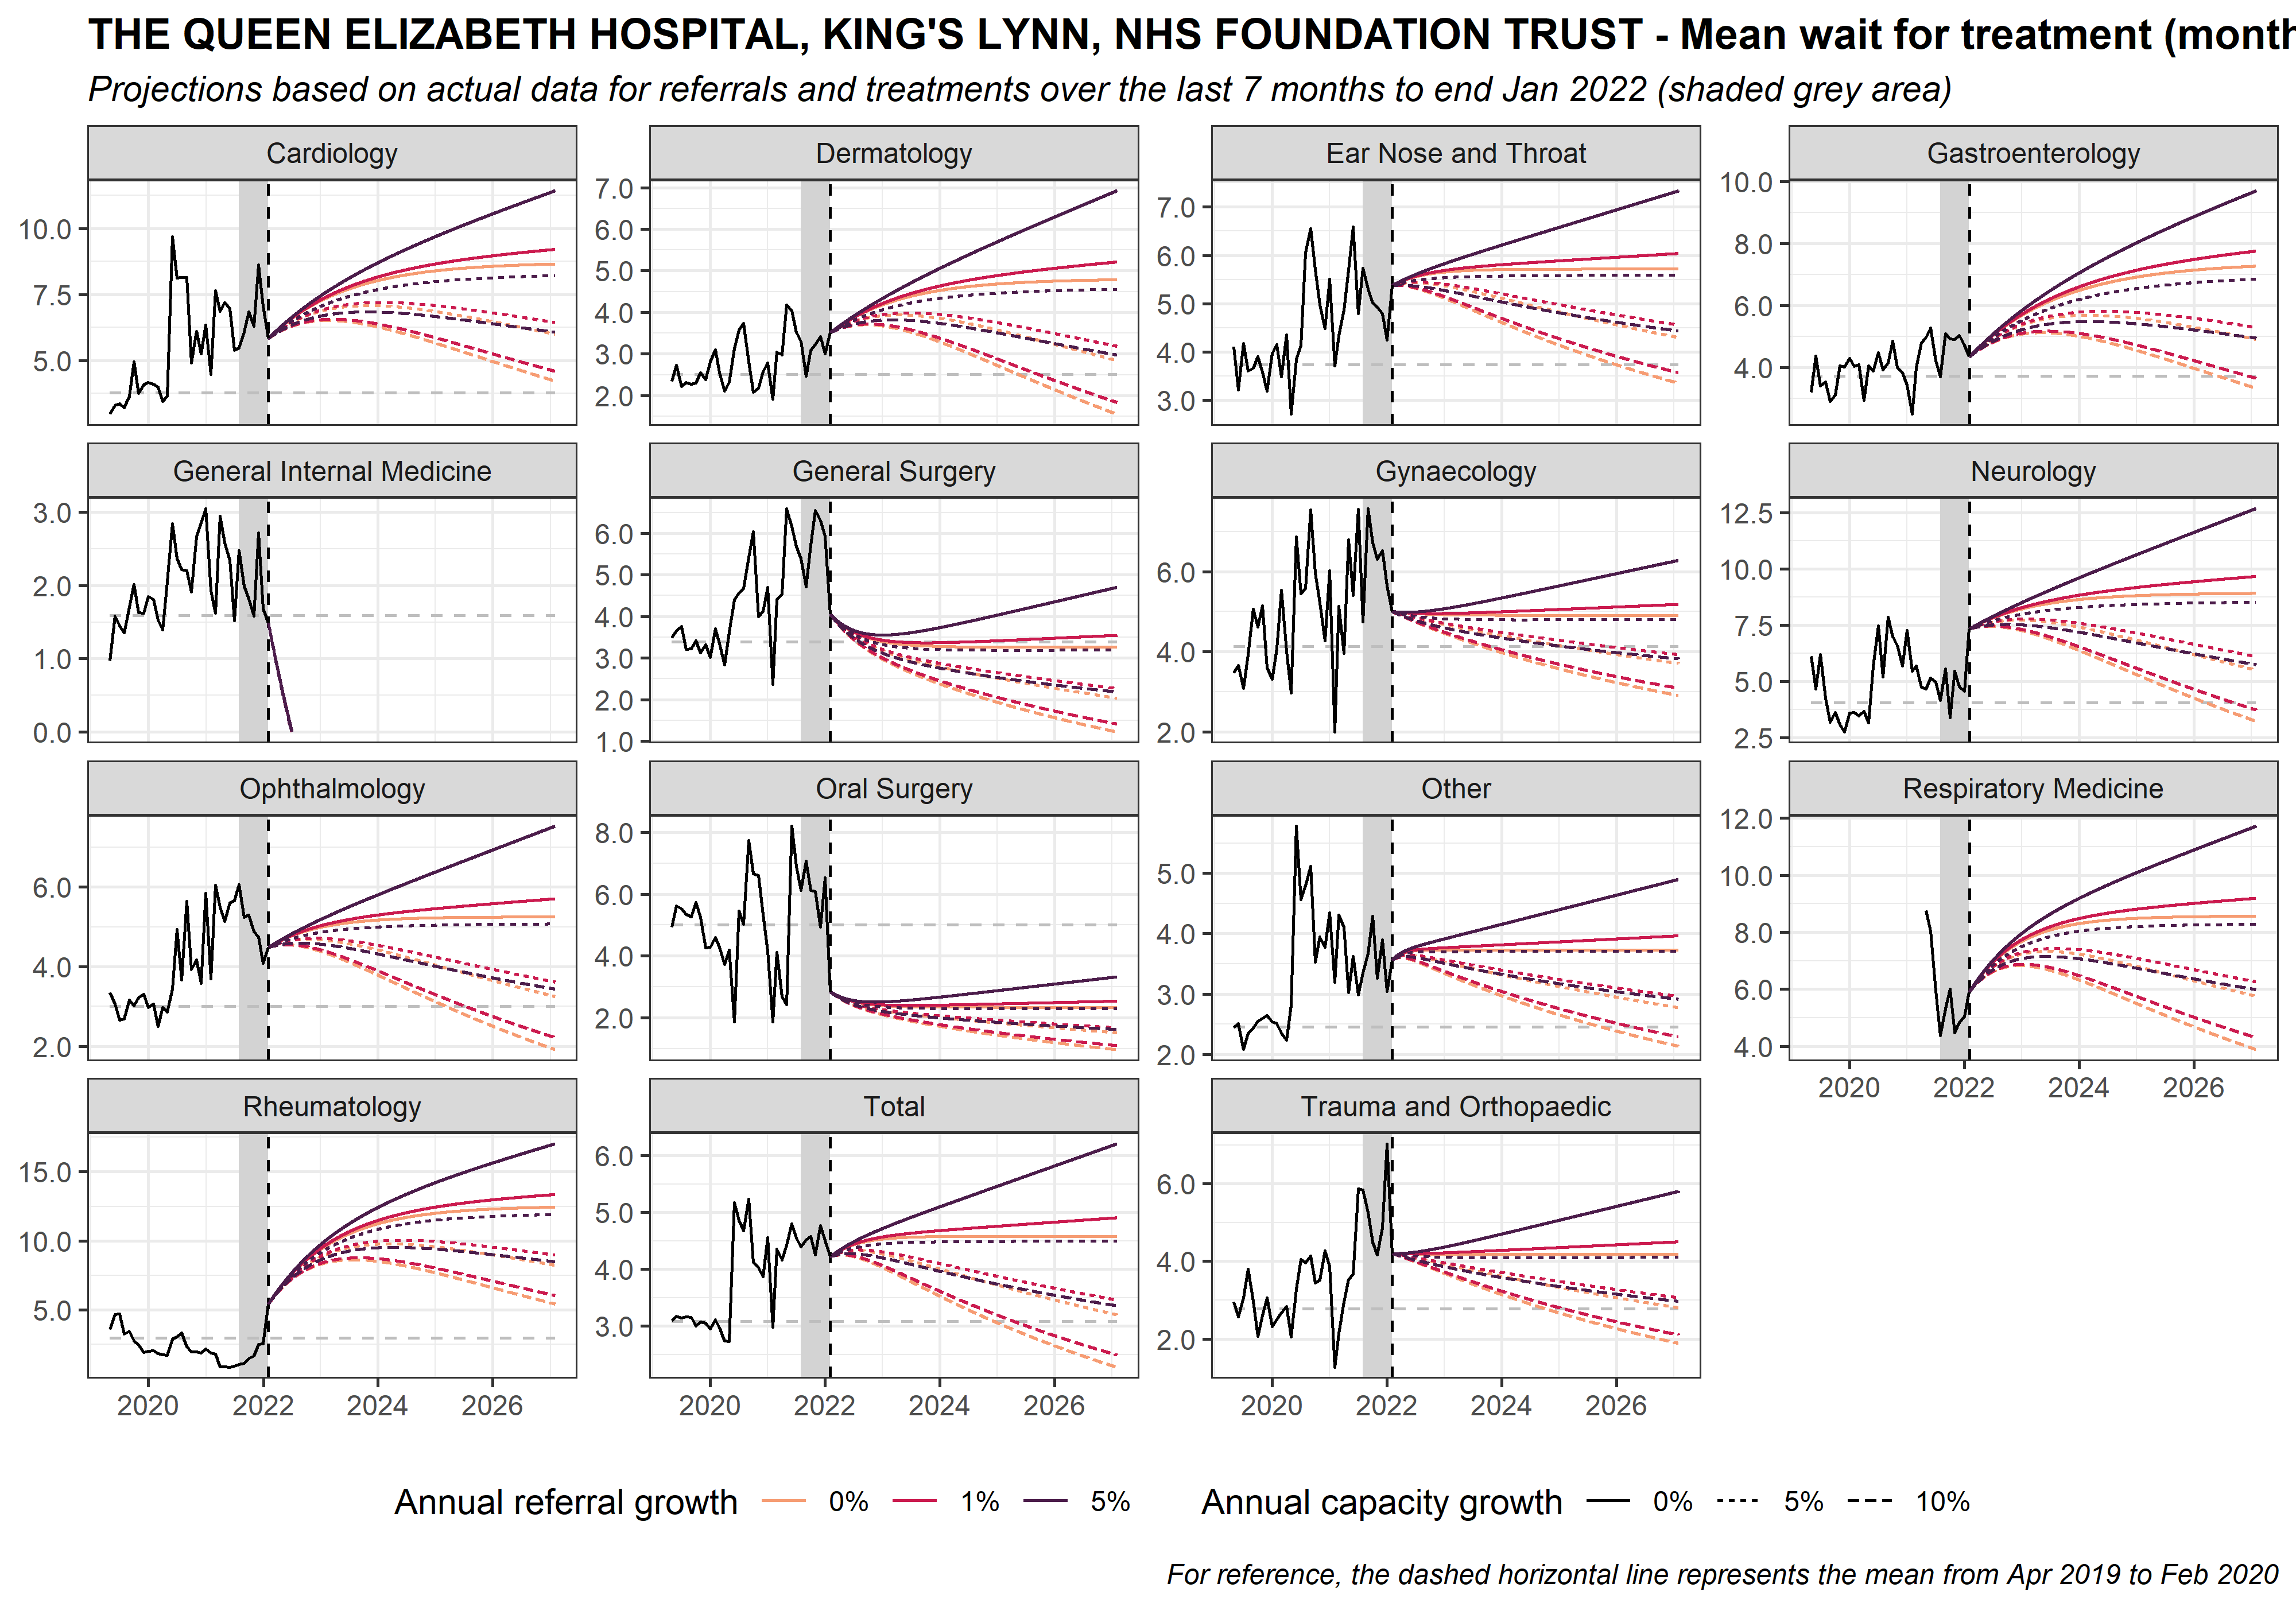 THE QUEEN ELIZABETH HOSPITAL, KING'S LYNN, NHS FOUNDATION TRUST - Mean wait for treatment (month
Projections based on actual data for referrals and treatments over the last 7 months to end Jan 2022 (shaded grey area)
Cardiology
10.0
7.5
5.0
Dermatology
7.0
6.0
5.0
4.0
3.0
2.0
Ear Nose and Throat
7.0
6.0
5.0
4.0
3.0
Gastroenterology
10.0
8.0
6.0
4.0
General Internal Medicine
3.0
2.0
1.0
0.0
General Surgery
6.0
5.0
4.0
3.0
2.0
1.0
Gynaecology
6.0
4.0
2.0
Neurology
12.5
10.0
7.5
5.0
2.5
Ophthalmology
6.0
4.0
2.0
Oral Surgery
8.0
6.0
4.0
2.0
Other
5.0
4.0
3.0
2.0
Respiratory Medicine
12.0
10.0
8.0
6.0
4.0
2020 2022 2024 2026
Rheumatology
15.0
10.0
5.0
2020 2022 2024 2026
Total
6.0
5.0
4.0
3.0
2020 2022 2024 2026
Trauma and Orthopaedic
6.0
4.0
2.0
2020 2022 2024 2026
Annual referral growth 0% 1% 5% Annual capacity growth 0% 5% 10%
For reference, the dashed horizontal line represents the mean from Apr 2019 to Feb 2020